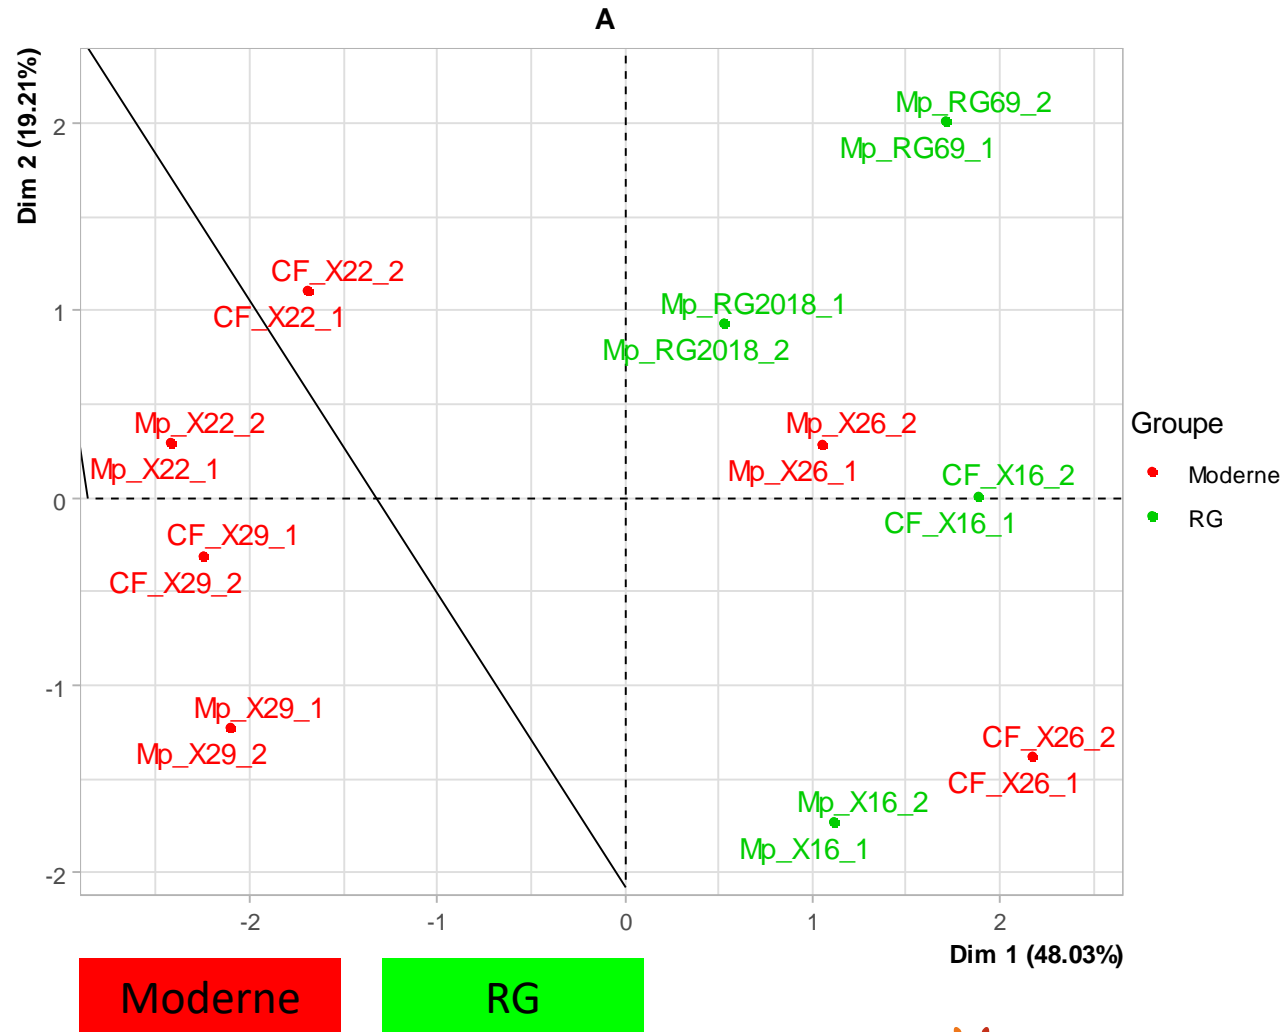 A
Dim 2 (19.21%)
2
1
0
-1
-2
Mp_RG69_2
Mp_RG69_1
CF_X22_2
CF_X22_1
Mp_RG2018_1
Mp_RG2018_2
Mp_X22_2
Mp_X22_1
Mp_X26_2
Mp_X26_1
CF_X16_2
CF_X16_1
CF_X29_1
CF_X29_2
Mp_X29_1
Mp_X29_2
CF_X26_2
CF_X26_1
Mp_X16_2
Mp_X16_1
Groupe
Moderne
RG
-2 -1 0 1 2
Dim 1 (48.03%)
Moderne RG